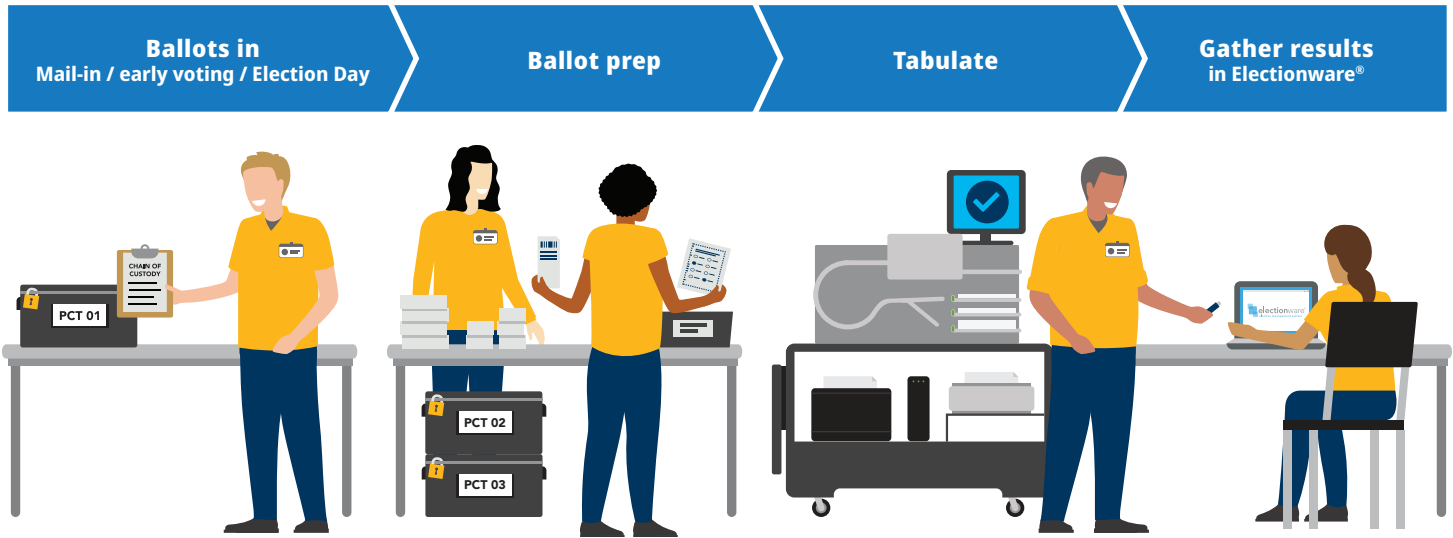 Ballots in
Mail-in / early voting / Election Day
Ballot prep
Tabulate
Gather results
in Electionware®
CHAIN OF
CUSTODY
PCT 01
PCT 02
PCT 03
electionware